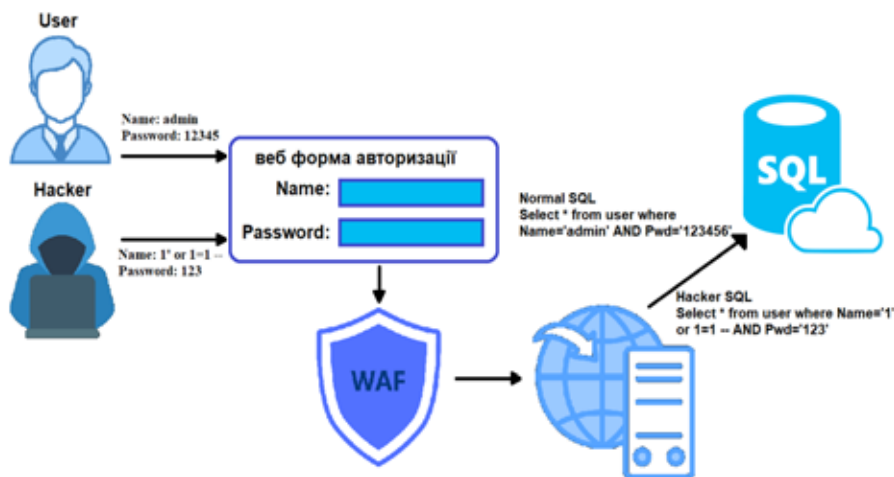 User
Name: admin
Password: 12345
Hacker
Name: 1' or 1=1 --
Password: 123
веб форма авторизації
Name:
Password:
WAF
Normal SQL
Select * from user where
Name='admin' AND Pwd='123456'
SQL
Hacker SQL
Select * from user where Name='1'
or 1=1 -- AND Pwd='123'